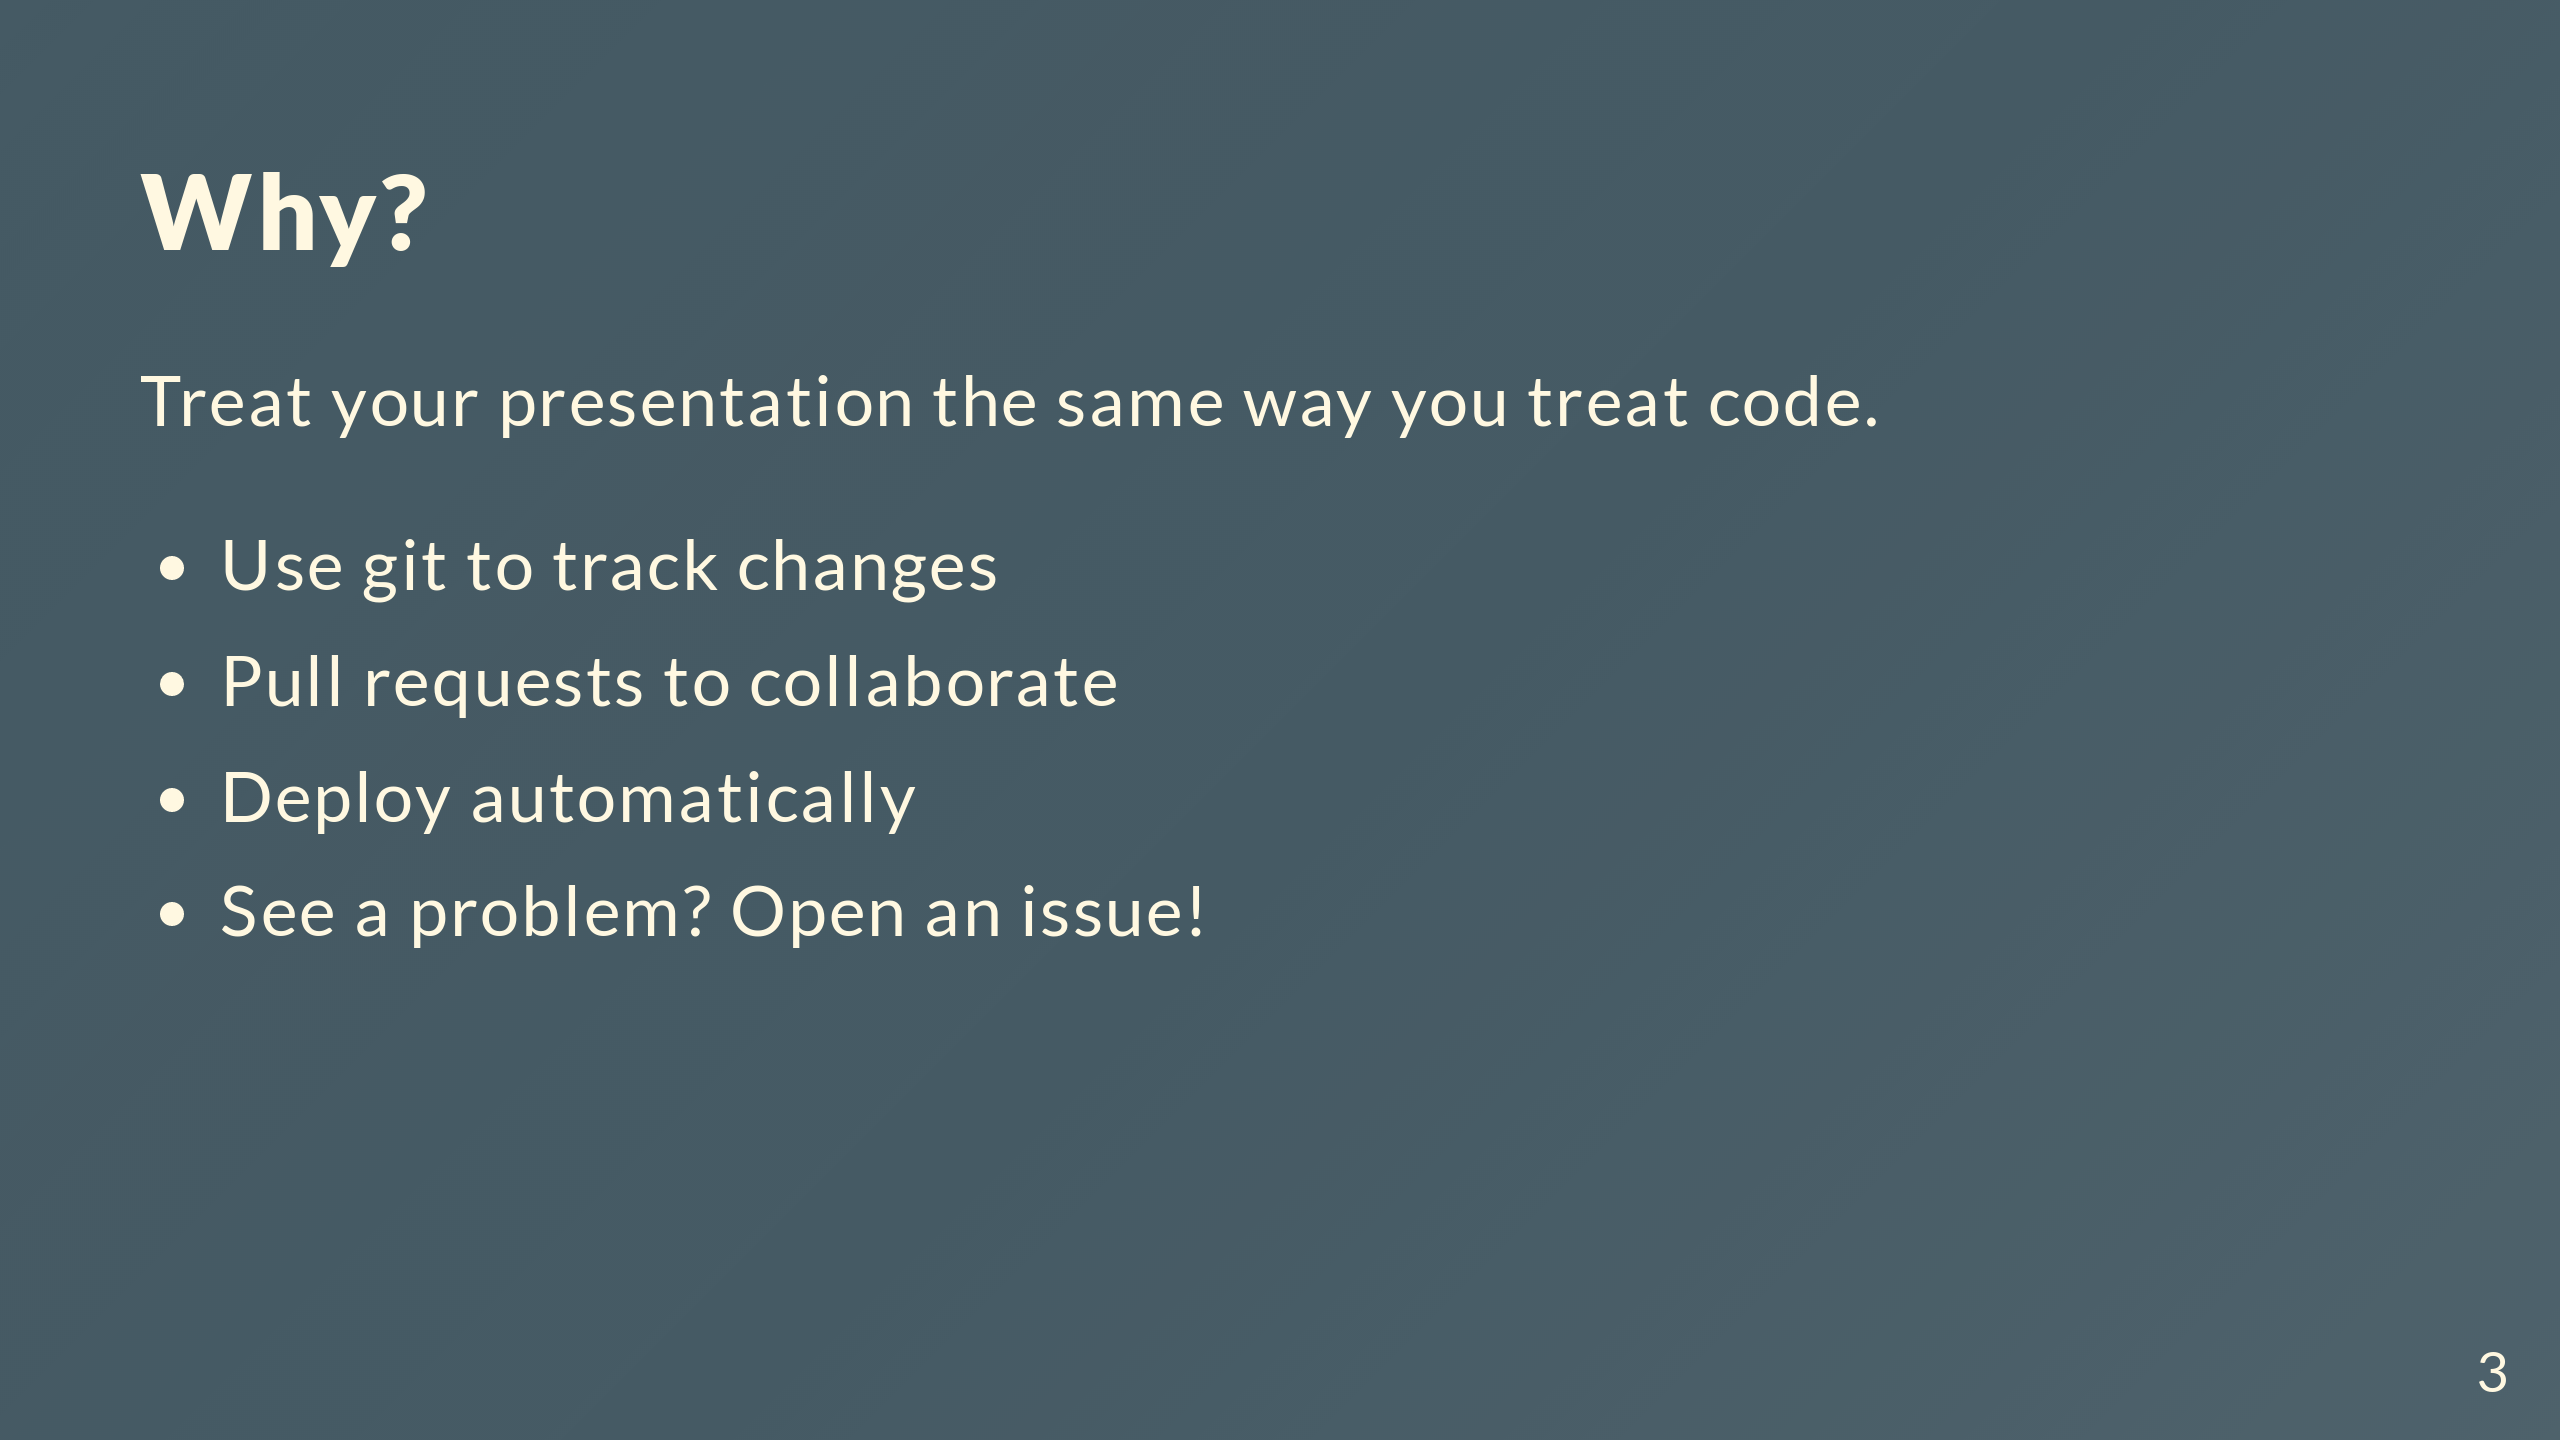 Why?
Treat your presentation the same way you treat code.
• Use git to track changes
• Pull requests to collaborate
• Deploy automatically
• See a problem? Open an issue!
3